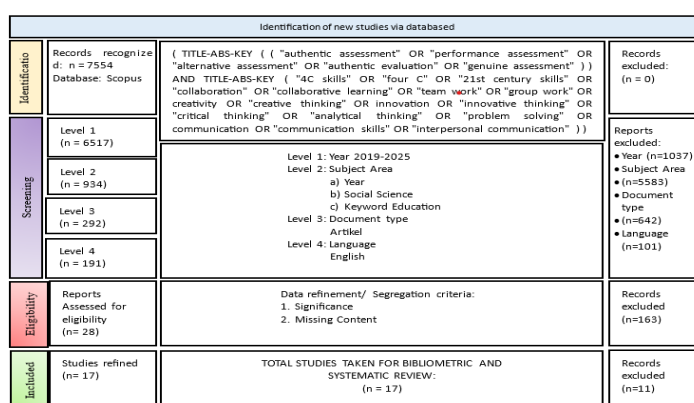 Identification of new studies via databased
Identificatio
Records recognize
d: n = 7554
Database: Scopus
( TITLE-ABS-KEY ( ( "authentic assessment" OR "performance assessment" OR
"alternative assessment" OR "authentic evaluation" OR "genuine assessment" ) )
AND TITLE-ABS-KEY ( "4C skills" OR "four C" OR "21st century skills" OR
"collaboration" OR "collaborative learning" OR "team work" OR "group work" OR
creativity OR "creative thinking" OR innovation OR "innovative thinking" OR
"critical thinking" OR "analytical thinking" OR "problem solving" OR
communication OR "communication skills" OR "interpersonal communication" ) )
Records
excluded:
(n = 0)
Screening
Level 1
(n = 6517)
Level 2
(n = 934)
Level 3
(n = 292)
Level 4
(n = 191)
Level 1: Year 2019-2025
Level 2: Subject Area
a) Year
b) Social Science
c) Keyword Education
Level 3: Document type
Artikel
Level 4: Language
English
Reports
excluded:
• Year (n=1037)
• Subject Area
• (n=5583)
• Document
type
• (n=642)
• Language
(n=101)
Eligibility
Reports
Assessed for
eligibility
(n= 28)
Data refinement/ Segregation criteria:
1. Significance
2. Missing Content
Records
excluded
(n=163)
Included
Studies refined
(n= 17)
TOTAL STUDIES TAKEN FOR BIBLIOMETRIC AND
SYSTEMATIC REVIEW:
(n = 17)
Records
excluded
(n=11)